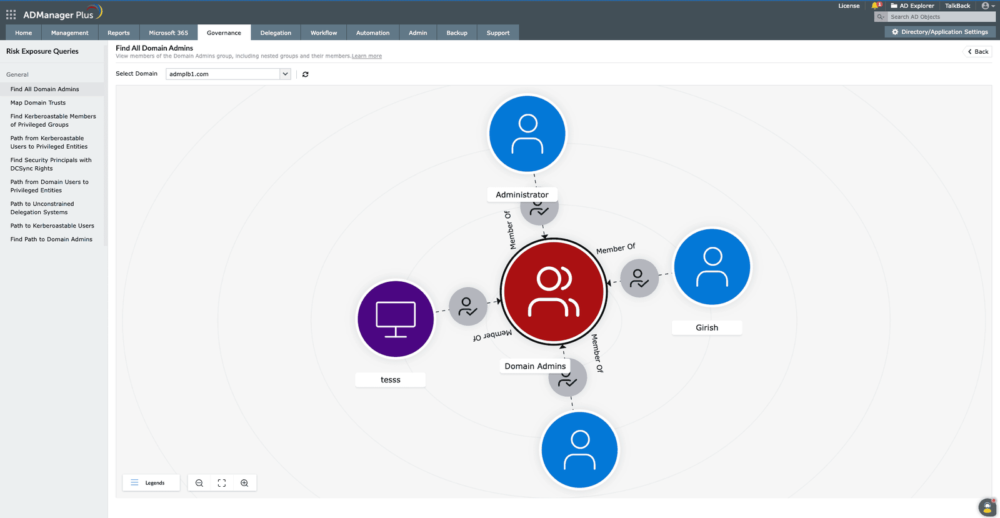 License
1
AD Explorer
TalkBack
ADManager Plus
Search AD Objects
Home
Management
Reports
Microsoft 365
Governance
Delegation
Workflow
Automation
Admin
Backup
Support
Directory/Application Settings
Risk Exposure Queries
General
Find All Domain Admins
Map Domain Trusts
Find Kerberoastable Members
of Privileged Groups
Path from Kerberoastable
Users to Privileged Entities
Find Security Principals with
DCSync Rights
Path from Domain Users to
Privileged Entities
Path to Unconstrained
Delegation Systems
Path to Kerberoastable Users
Find Path to Domain Admins
Find All Domain Admins
View members of the Domain Admins group, including nested groups and their members.Learn more
Back
Select Domain
admplb1.com
Administrator
Member Of
Member Of
Girish
Member Of
Member Of
Domain Admins
tesss
Legends